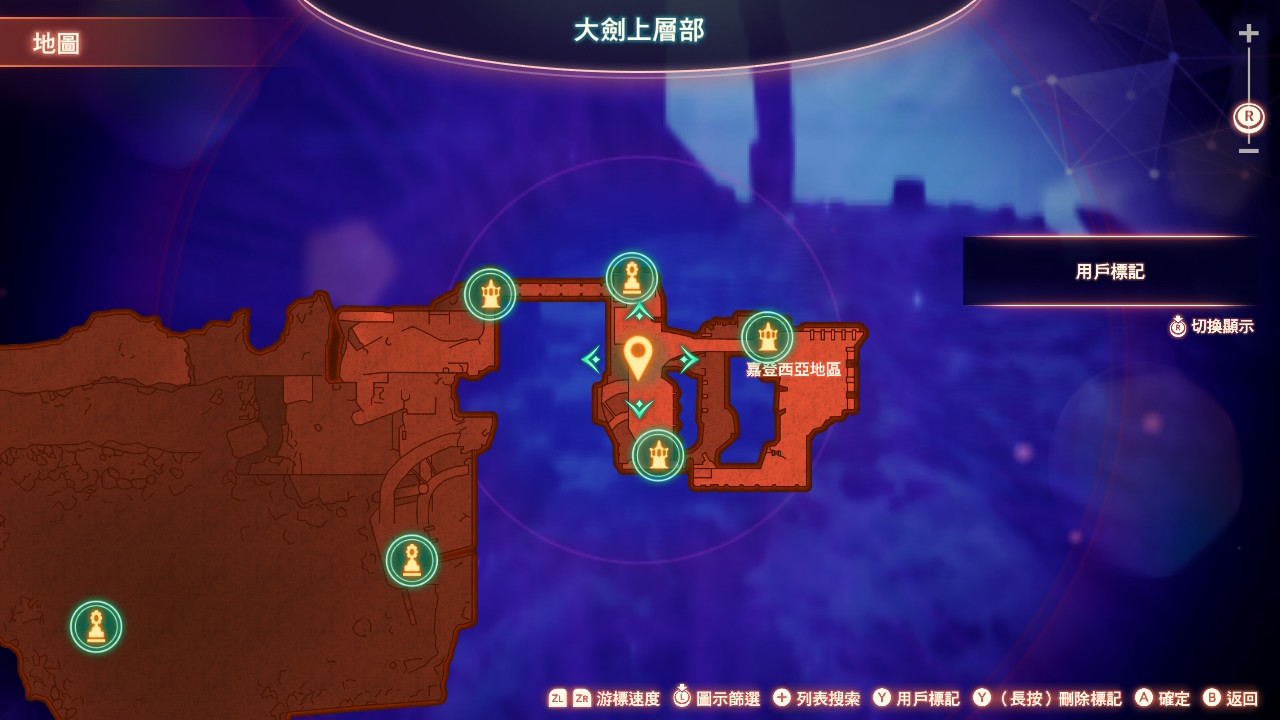 地圖
大劍上層部
R
用戶標記
R 切換顯示
嘉登西亞地區
ZL ZR 游標速度 L 圖示篩選 + 列表搜索 Y 用戶標記 Y（長按）刪除標記 A 確定 B 返回